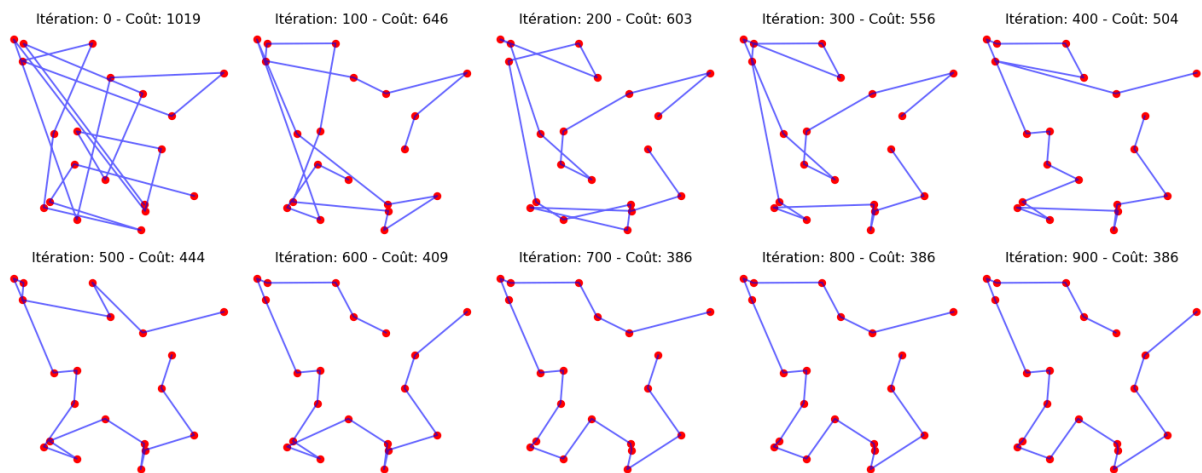 Itération: 0 - Coût: 1019
Itération: 100 - Coût: 646
Itération: 200 - Coût: 603
Itération: 300 - Coût: 556
Itération: 400 - Coût: 504
Itération: 500 - Coût: 444
Itération: 600 - Coût: 409
Itération: 700 - Coût: 386
Itération: 800 - Coût: 386
Itération: 900 - Coût: 386